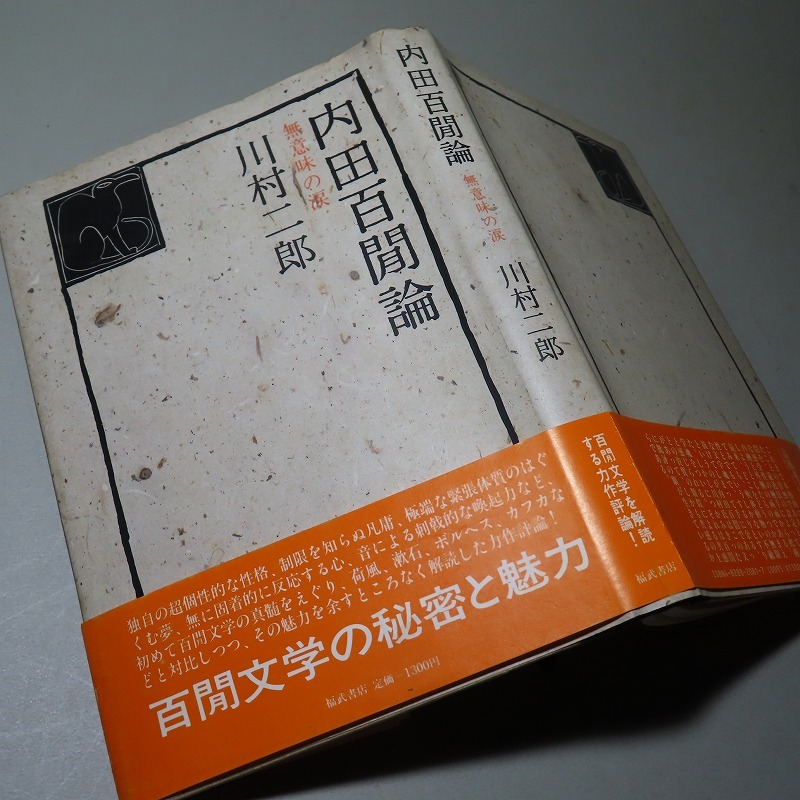 内田百閒論
無意味の涙
川村二郎
独自の超個性的な性格、制限を知らぬ凡庸、極端な緊張体質のはぐ
くむ夢、無に固着的に反応する心、音による刺戟的な喚起力など、
初めて百閒文学の真髄をえぐり、荷風、漱石、ボルヘス、カフカな
どと対比しつつ、その魅力を余すところなく解読した力作評論!
百閒文学の秘密と魅力
福武書店 定価 1300円
内田百閒論
無意味の涙
川村二郎
百閒文学を解読
する力作評論!
福武書店